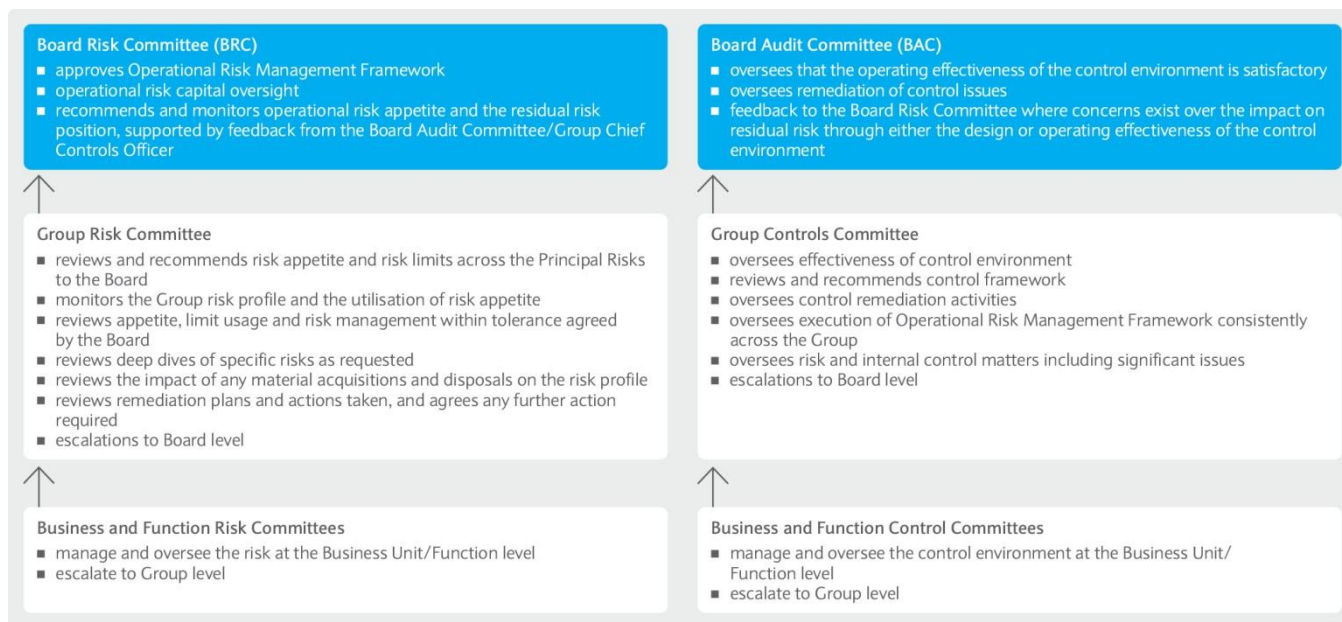 Board Risk Committee (BRC)
■ approves Operational Risk Management Framework
■ operational risk capital oversight
■ recommends and monitors operational risk appetite and the residual risk
position, supported by feedback from the Board Audit Committee/Group Chief
Controls Officer
Board Audit Committee (BAC)
■ oversees that the operating effectiveness of the control environment is satisfactory
■ oversees remediation of control issues
■ feedback to the Board Risk Committee where concerns exist over the impact on
residual risk through either the design or operating effectiveness of the control
environment
Group Risk Committee
■ reviews and recommends risk appetite and risk limits across the Principal Risks
to the Board
■ monitors the Group risk profile and the utilisation of risk appetite
■ reviews appetite, limit usage and risk management within tolerance agreed
by the Board
■ reviews deep dives of specific risks as requested
■ reviews the impact of any material acquisitions and disposals on the risk profile
■ reviews remediation plans and actions taken, and agrees any further action
required
■ escalations to Board level
Group Controls Committee
■ oversees effectiveness of control environment
■ reviews and recommends control framework
■ oversees control remediation activities
■ oversees execution of Operational Risk Management Framework consistently
across the Group
■ oversees risk and internal control matters including significant issues
■ escalations to Board level
Business and Function Risk Committees
■ manage and oversee the risk at the Business Unit/Function level
■ escalate to Group level
Business and Function Control Committees
■ manage and oversee the control environment at the Business Unit/
Function level
■ escalate to Group level